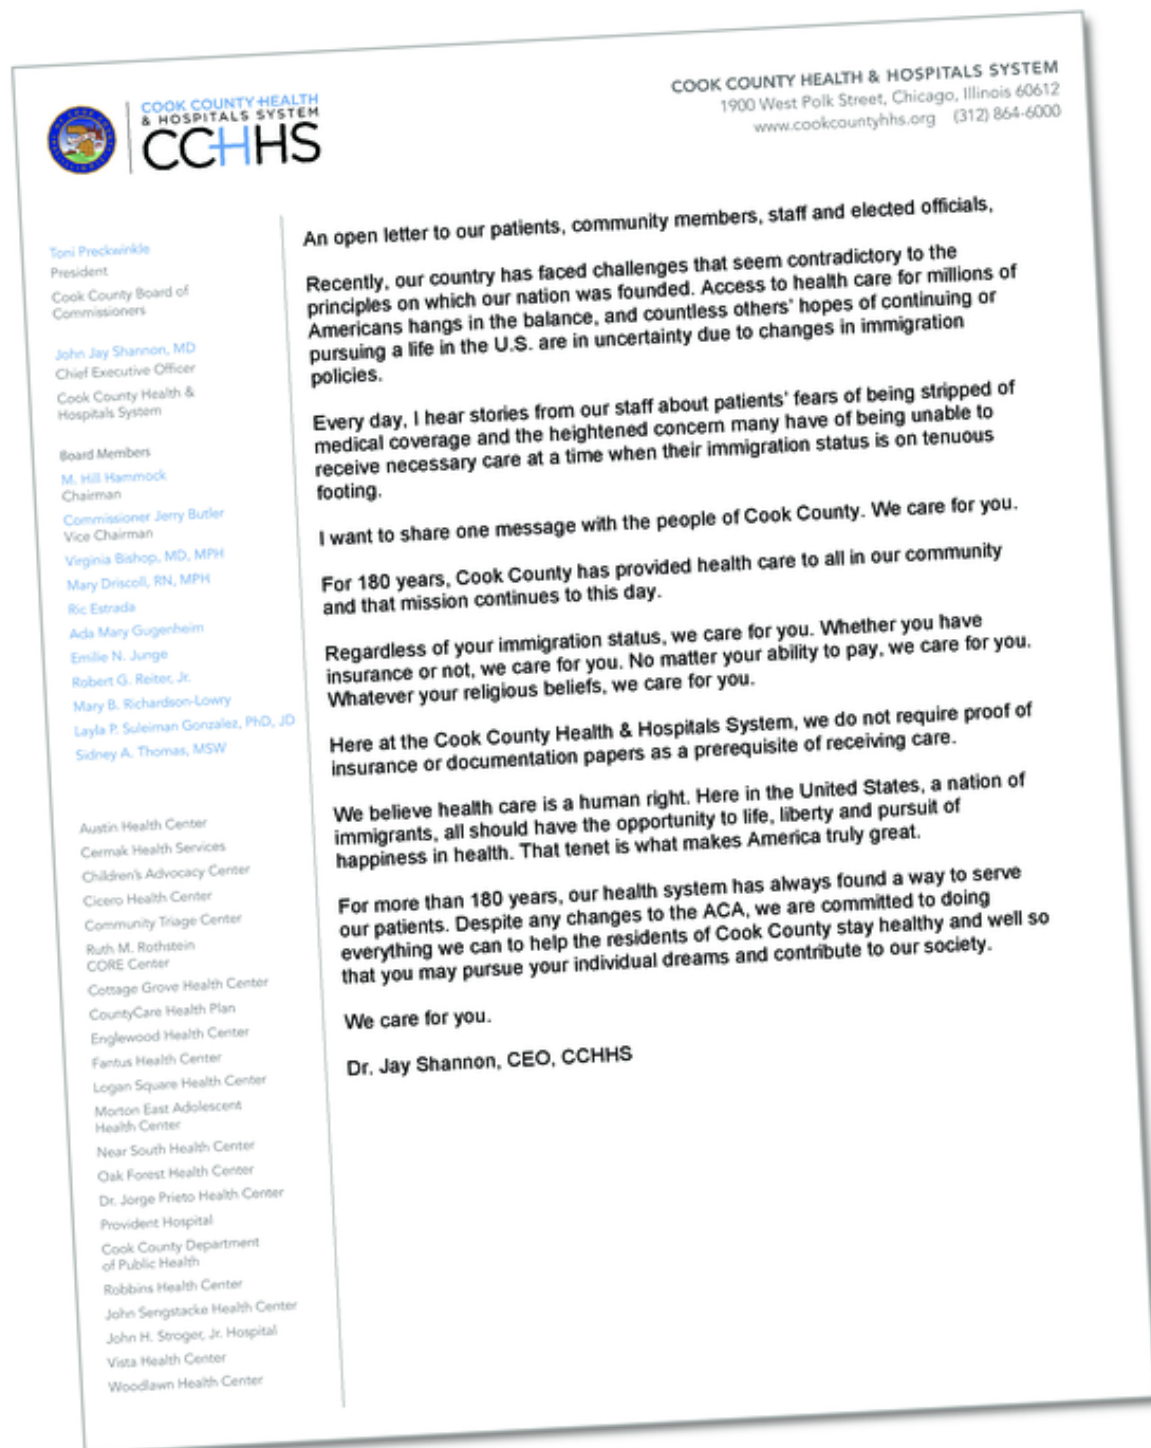 COOK COUNTY HEALTH
& HOSPITALS SYSTEM
CCHHS
COOK COUNTY HEALTH & HOSPITALS SYSTEM
1900 West Polk Street, Chicago, Illinois 60612
www.cookcountyhhs.org (312) 864-6000
Toni Preckwinkle
President
Cook County Board of
Commissioners
John Jay Shannon, MD
Chief Executive Officer
Cook County Health &
Hospitals System
Board Members
M. Hill Hammock
Chairman
Commissioner Jerry Butler
Vice Chairman
Virginia Bishop, MD, MPH
Mary Driscoll, RN, MPH
Ric Estrada
Ada Mary Gugenheim
Emilie N. Junge
Robert G. Reiter, Jr.
Mary B. Richardson-Lowry
Layla P. Suleiman Gonzalez, PhD, JD
Sidney A. Thomas, MSW
Austin Health Center
Cermak Health Services
Children's Advocacy Center
Cicero Health Center
Community Triage Center
Ruth M. Rothstein
CORE Center
Cottage Grove Health Center
CountyCare Health Plan
Englewood Health Center
Fantus Health Center
Logan Square Health Center
Morton East Adolescent
Health Center
Near South Health Center
Oak Forest Health Center
Dr. Jorge Prieto Health Center
Provident Hospital
Cook County Department
of Public Health
Robbins Health Center
John Sengstacke Health Center
John H. Stroger, Jr. Hospital
Vista Health Center
Woodlawn Health Center
An open letter to our patients, community members, staff and elected officials,
Recently, our country has faced challenges that seem contradictory to the
principles on which our nation was founded. Access to health care for millions of
Americans hangs in the balance, and countless others' hopes of continuing or
pursuing a life in the U.S. are in uncertainty due to changes in immigration
policies.
Every day, I hear stories from our staff about patients' fears of being stripped of
medical coverage and the heightened concern many have of being unable to
receive necessary care at a time when their immigration status is on tenuous
footing.
I want to share one message with the people of Cook County. We care for you.
For 180 years, Cook County has provided health care to all in our community
and that mission continues to this day.
Regardless of your immigration status, we care for you. Whether you have
insurance or not, we care for you. No matter your ability to pay, we care for you.
Whatever your religious beliefs, we care for you.
Here at the Cook County Health & Hospitals System, we do not require proof of
insurance or documentation papers as a prerequisite of receiving care.
We believe health care is a human right. Here in the United States, a nation of
immigrants, all should have the opportunity to life, liberty and pursuit of
happiness in health. That tenet is what makes America truly great.
For more than 180 years, our health system has always found a way to serve
our patients. Despite any changes to the ACA, we are committed to doing
everything we can to help the residents of Cook County stay healthy and well so
that you may pursue your individual dreams and contribute to our society.
We care for you.
Dr. Jay Shannon, CEO, CCHHS